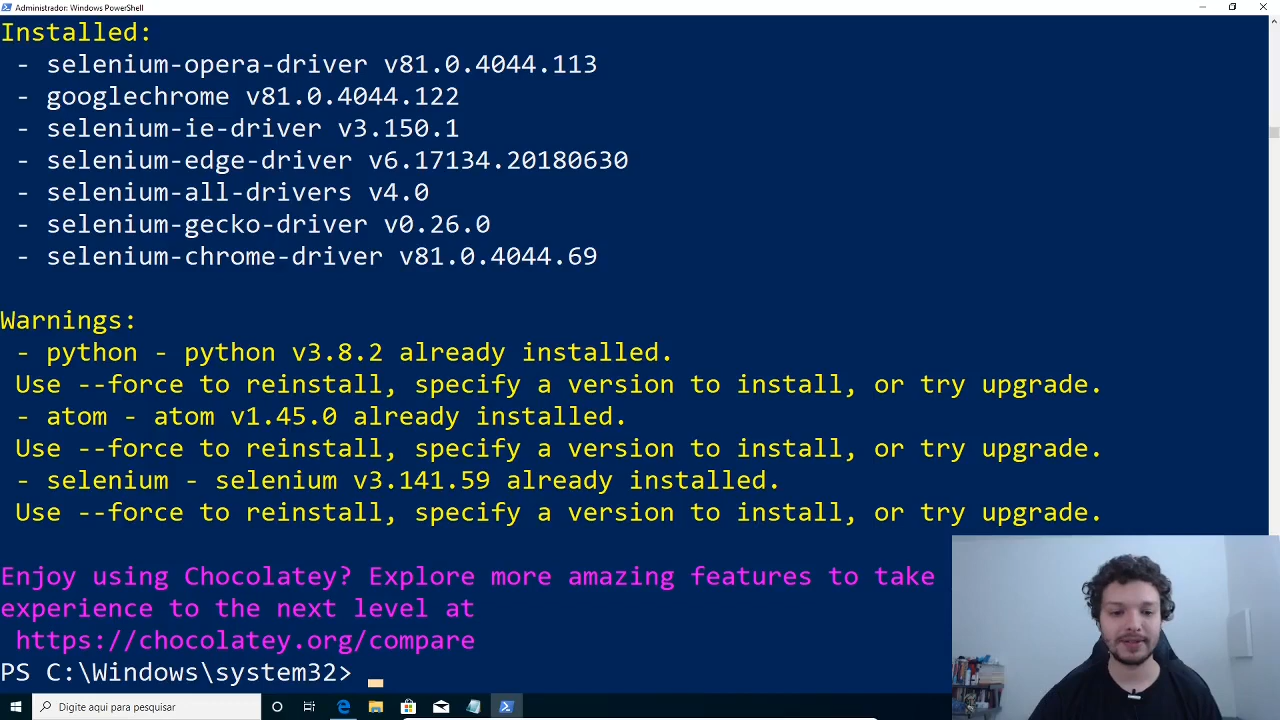 Administrador: Windows PowerShell
Installed:
- selenium-opera-driver v81.0.4044.113
- googlechrome v81.0.4044.122
- selenium-ie-driver v3.150.1
- selenium-edge-driver v6.17134.20180630
- selenium-all-drivers v4.0
- selenium-gecko-driver v0.26.0
- selenium-chrome-driver v81.0.4044.69
Warnings:
- python - python v3.8.2 already installed.
Use --force to reinstall, specify a version to install, or try upgrade.
- atom - atom v1.45.0 already installed.
Use --force to reinstall, specify a version to install, or try upgrade.
- selenium - selenium v3.141.59 already installed.
Use --force to reinstall, specify a version to install, or try upgrade.
Enjoy using Chocolatey? Explore more amazing features to take
experience to the next level at
https://chocolatey.org/compare
PS C:\Windows\system32>
Digite aqui para pesquisar